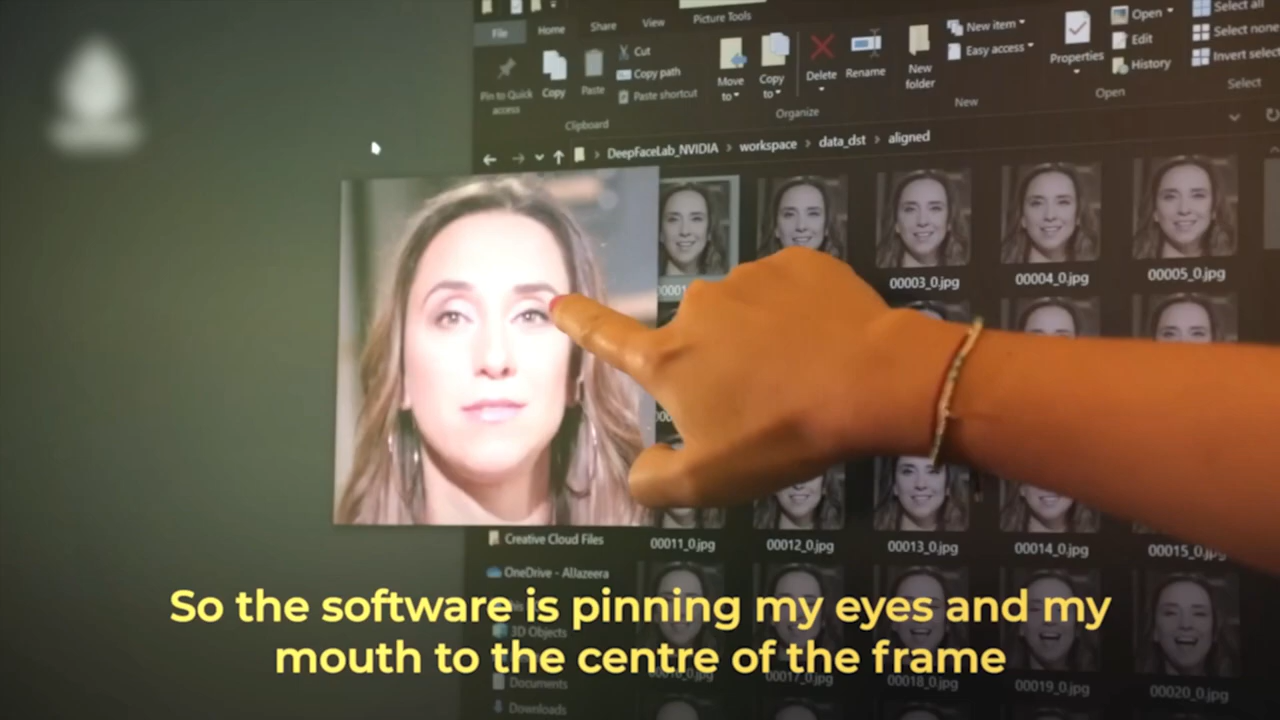 File
Home
Share
View
Picture Tools
Pin to Quick access
Copy
Paste
Cut
Copy path
Paste shortcut
Clipboard
Move to
Copy to
Delete
Rename
Organize
New folder
New item
Easy access
New
Properties
Open
Edit
History
Open
Select all
Select none
Invert selec
Select
DeepFaceLab_NVIDIA > workspace > data_dst > aligned
00003_0.jpg
00004_0.jpg
00005_0.jpg
Creative Cloud Files
00011_0.jpg
00012_0.jpg
00013_0.jpg
00014_0.jpg
00015_0.jpg
OneDrive - AlJazeera
So the software is pinning my eyes and my
3D Objects
mouth to the centre of the frame
Documents
00017_0.jpg
00018_0.jpg
00019_0.jpg
00020_0.jpg
Downloads